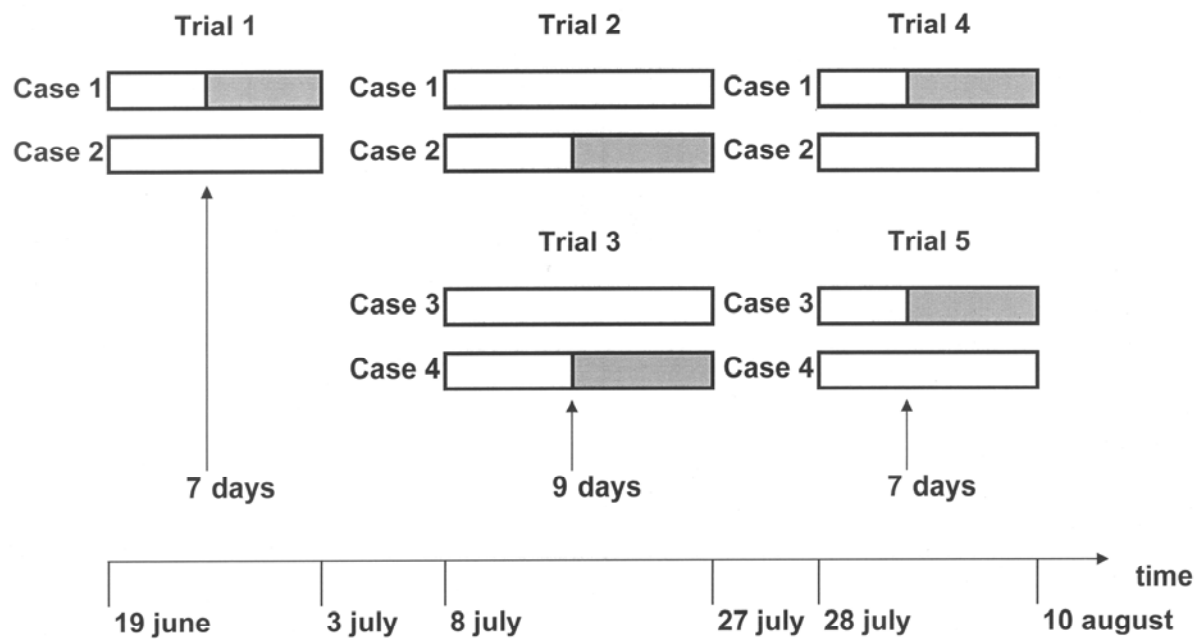 Trial 1
Trial 2
Trial 4
Case 1
Case 1
Case 1
Case 2
Case 2
Case 2
Trial 3
Trial 5
Case 3
Case 3
Case 4
Case 4
7 days
9 days
7 days
time
19 june
3 july
8 july
27 july
28 july
10 august